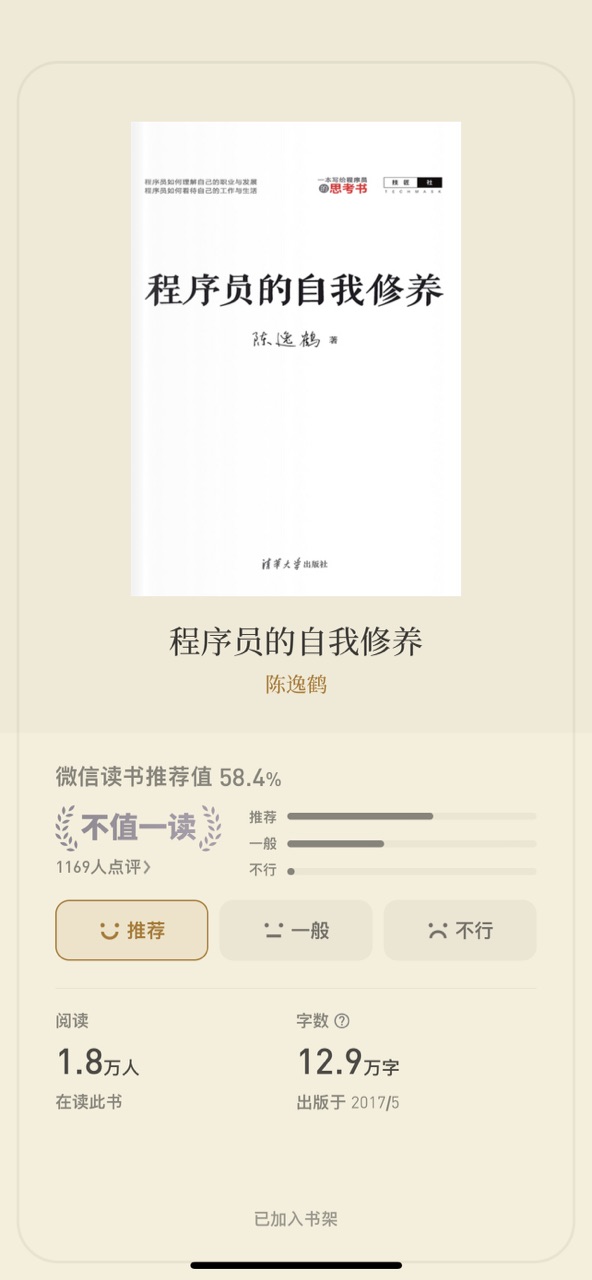 程序员如何理解自己的职业与发展
程序员如何看待自己的工作与生活
一本写给程序员
的思考书
技匠社
TECHMASK
程序员的自我修养
陈逸鹤 著
清华大学出版社
程序员的自我修养
陈逸鹤
微信读书推荐值 58.4%
不值一读
1169人点评
推荐
一般
不行
推荐
一般
不行
阅读
1.8万人
在读此书
字数
12.9万字
出版于 2017/5
已加入书架